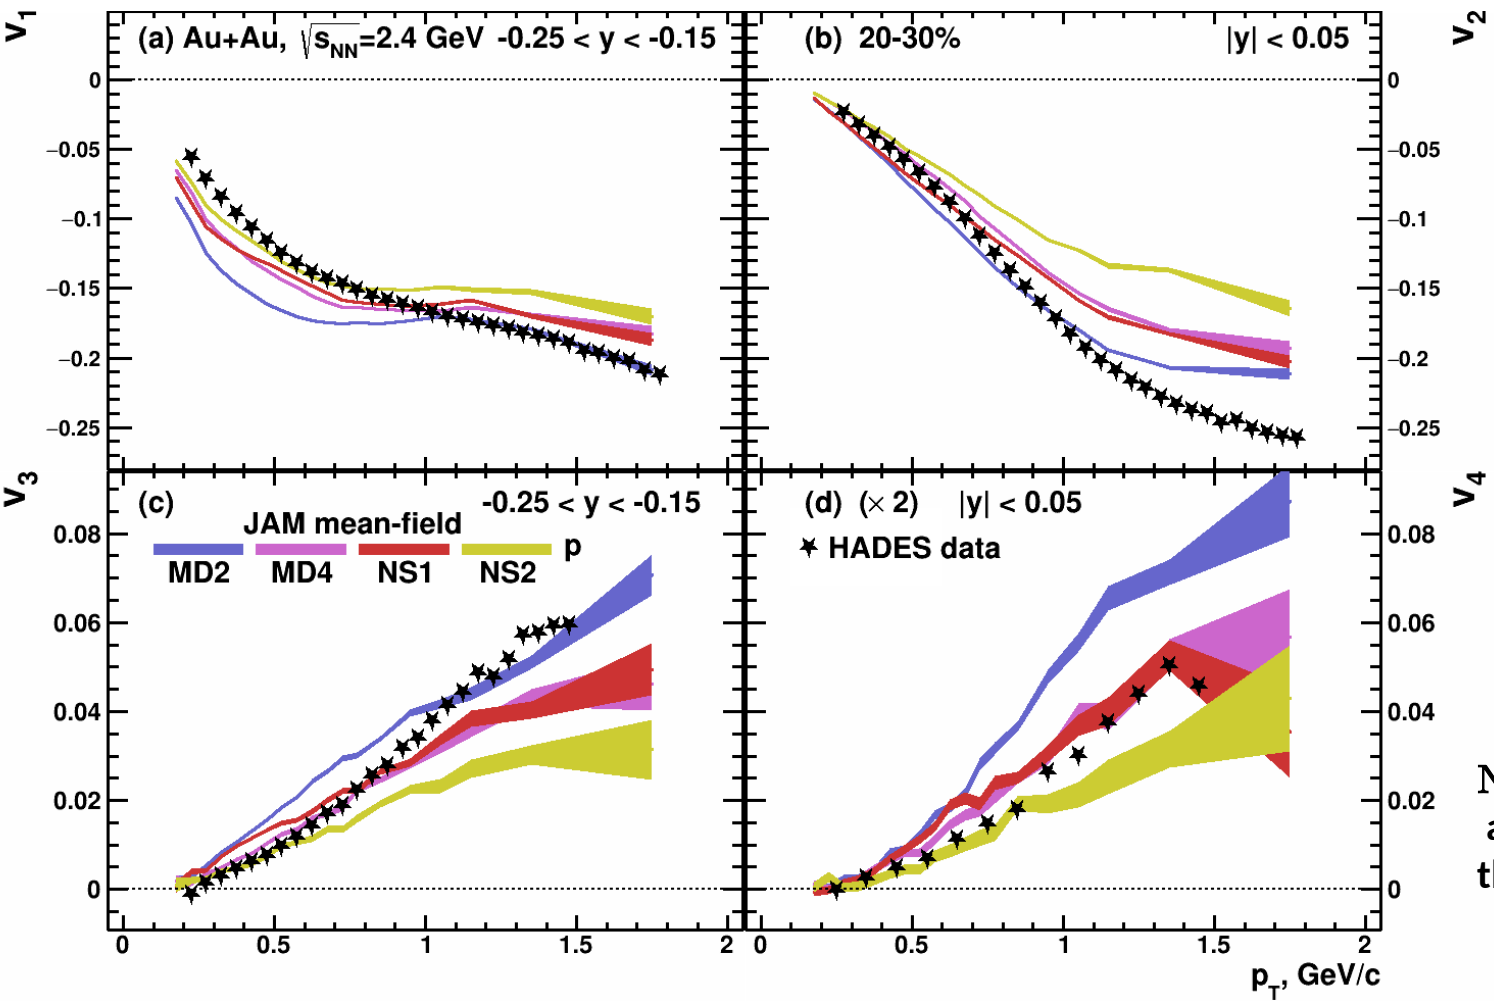 v1
(a) Au+Au, √sNN=2.4 GeV -0.25 < y < -0.15
0
−0.05
−0.1
−0.15
−0.2
−0.25
(b) 20-30% |y| < 0.05
v2
0
−0.05
−0.1
−0.15
−0.2
−0.25
v3
(c) -0.25 < y < -0.15
JAM mean-field
p
MD2 MD4 NS1 NS2
0.08
0.06
0.04
0.02
0
0 0.5 1 1.5 2
(d) (× 2) |y| < 0.05
HADES data
v4
0.08
0.06
0.04
0.02
0
0 0.5 1 1.5 2
pT, GeV/c